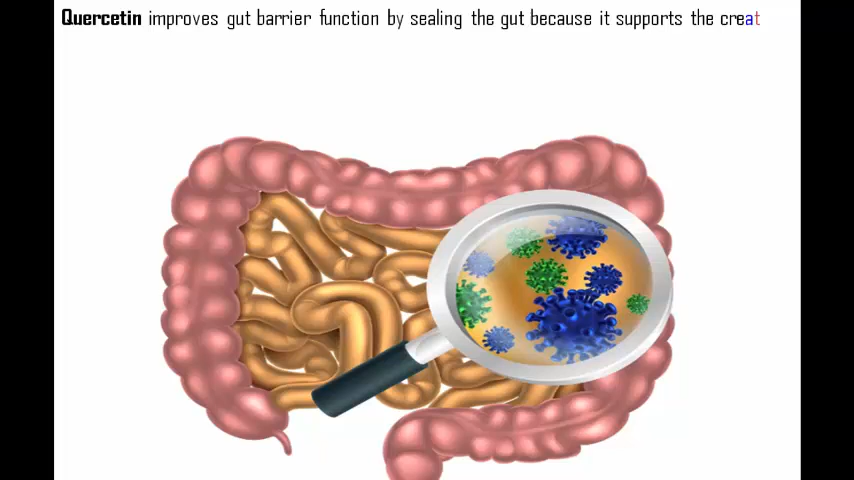 Quercetin improves gut barrier function by sealing the gut because it supports the creat